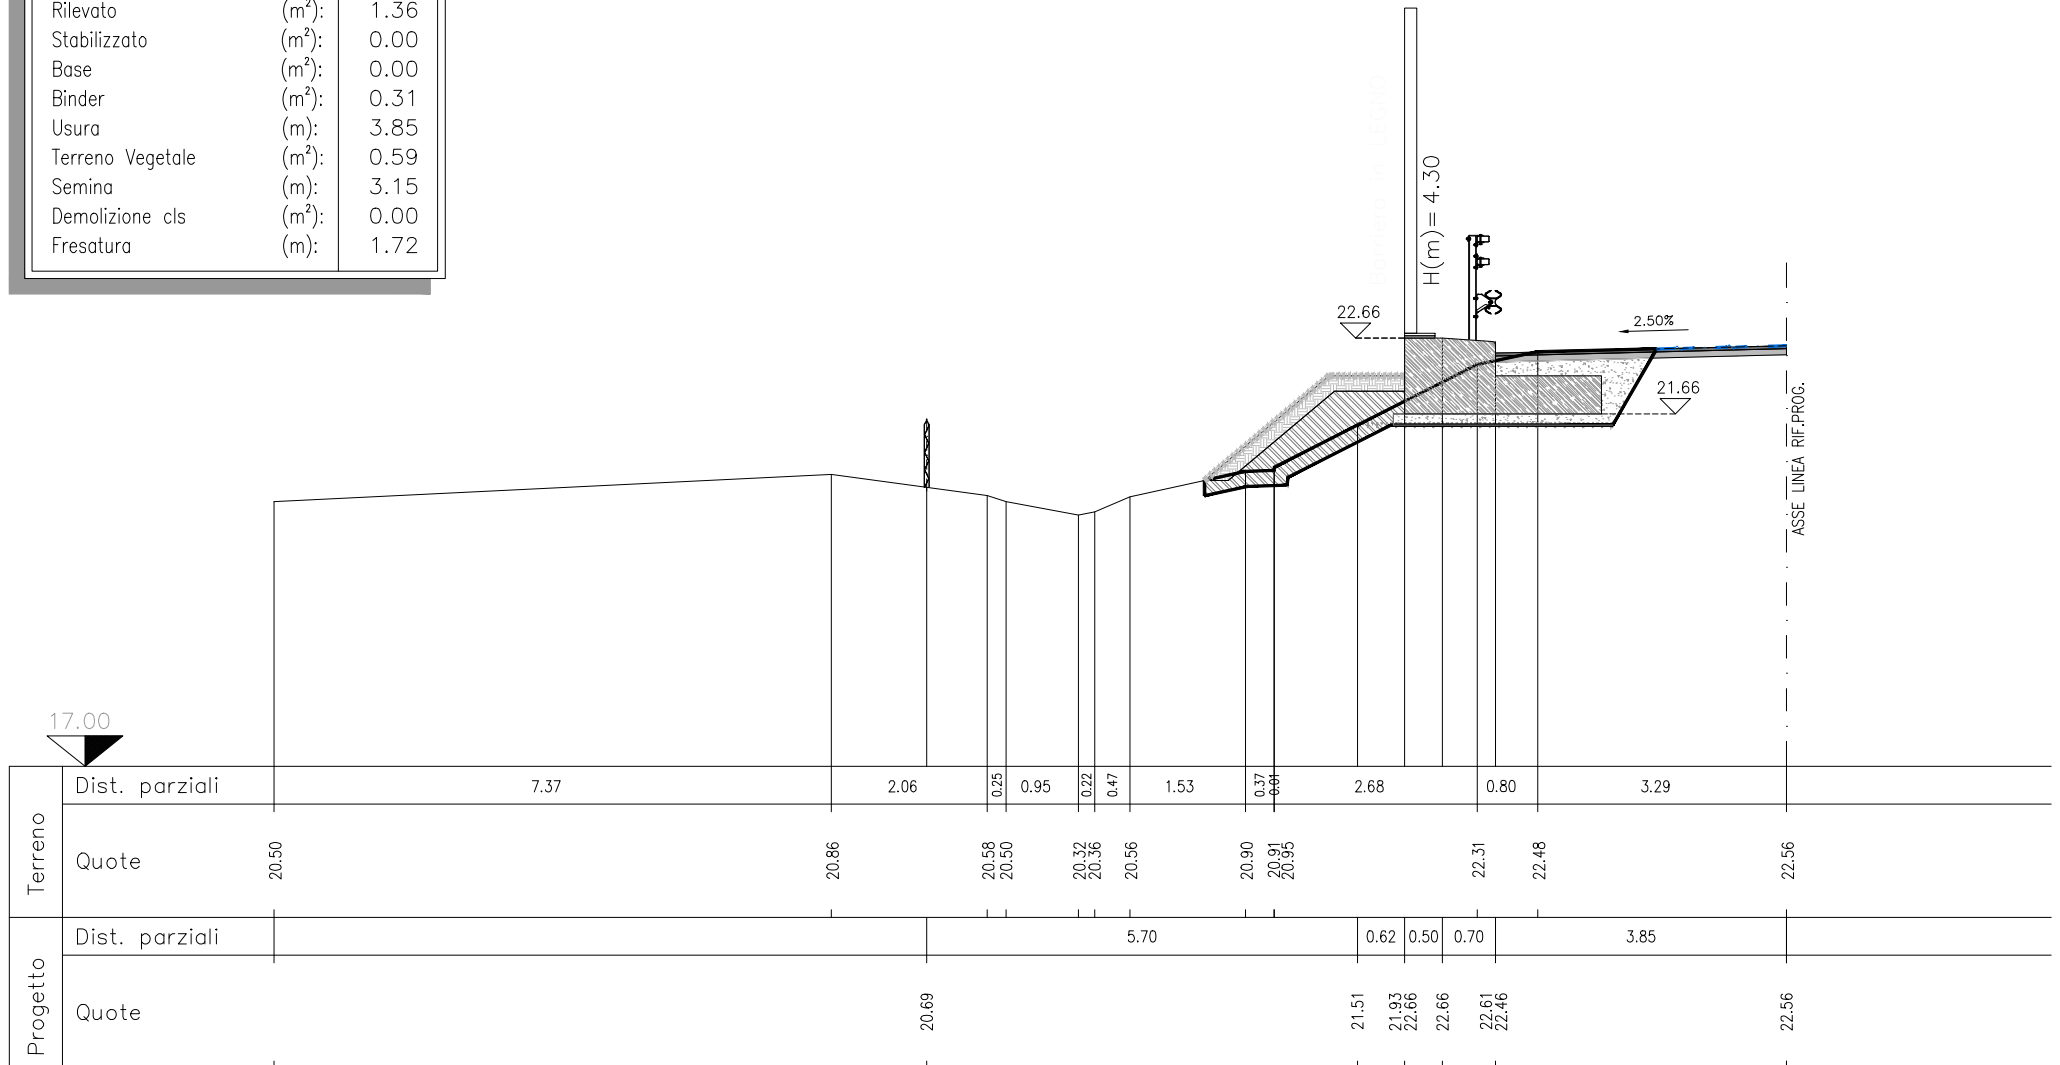 Rilevato (m²): 1.36
Stabilizzato (m²): 0.00
Base (m²): 0.00
Binder (m²): 0.31
Usura (m): 3.85
Terreno Vegetale (m²): 0.59
Semina (m): 3.15
Demolizione cls (m²): 0.00
Fresatura (m): 1.72
H(m)= 4.30
22.66
2.50%
21.66
ASSE LINEA RIF.PROG.
17.00
Terreno
Dist. parziali 7.37 2.06 0.25 0.95 0.22 0.47 1.53 0.37 0.01 2.68 0.80 3.29
Quote 20.50 20.86 20.58 20.50 20.32 20.36 20.56 20.90 20.91 20.95 22.31 22.48 22.56
Progetto
Dist. parziali 5.70 0.62 0.50 0.70 3.85
Quote 20.69 21.51 21.93 22.66 22.66 22.61 22.46 22.56